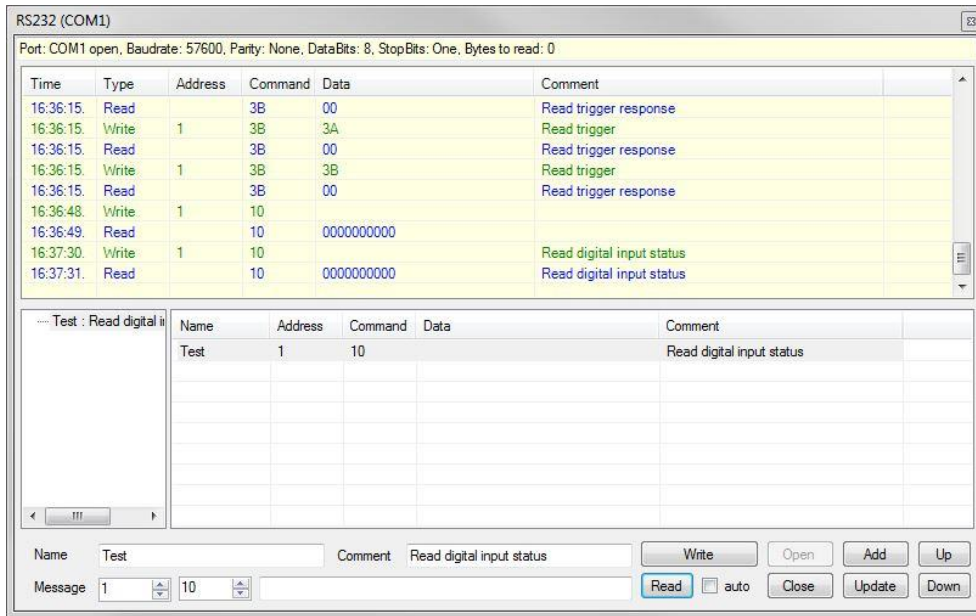 RS232 (COM1)
Port: COM1 open, Baudrate: 57600, Parity: None, DataBits: 8, StopBits: One, Bytes to read: 0
Time Type Address Command Data Comment
16:36:15. Read 3B 00 Read trigger response
16:36:15. Write 1 3B 3A Read trigger
16:36:15. Read 3B 00 Read trigger response
16:36:15. Write 1 3B 3B Read trigger
16:36:15. Read 3B 00 Read trigger response
16:36:48. Write 1 10
16:36:49. Read 10 0000000000
16:37:30. Write 1 10 Read digital input status
16:37:31. Read 10 0000000000 Read digital input status
Test : Read digital i
Name Address Command Data Comment
Test 1 10 Read digital input status
Name Test Comment Read digital input status Write Open Add Up
Message 1 10 Read auto Close Update Down